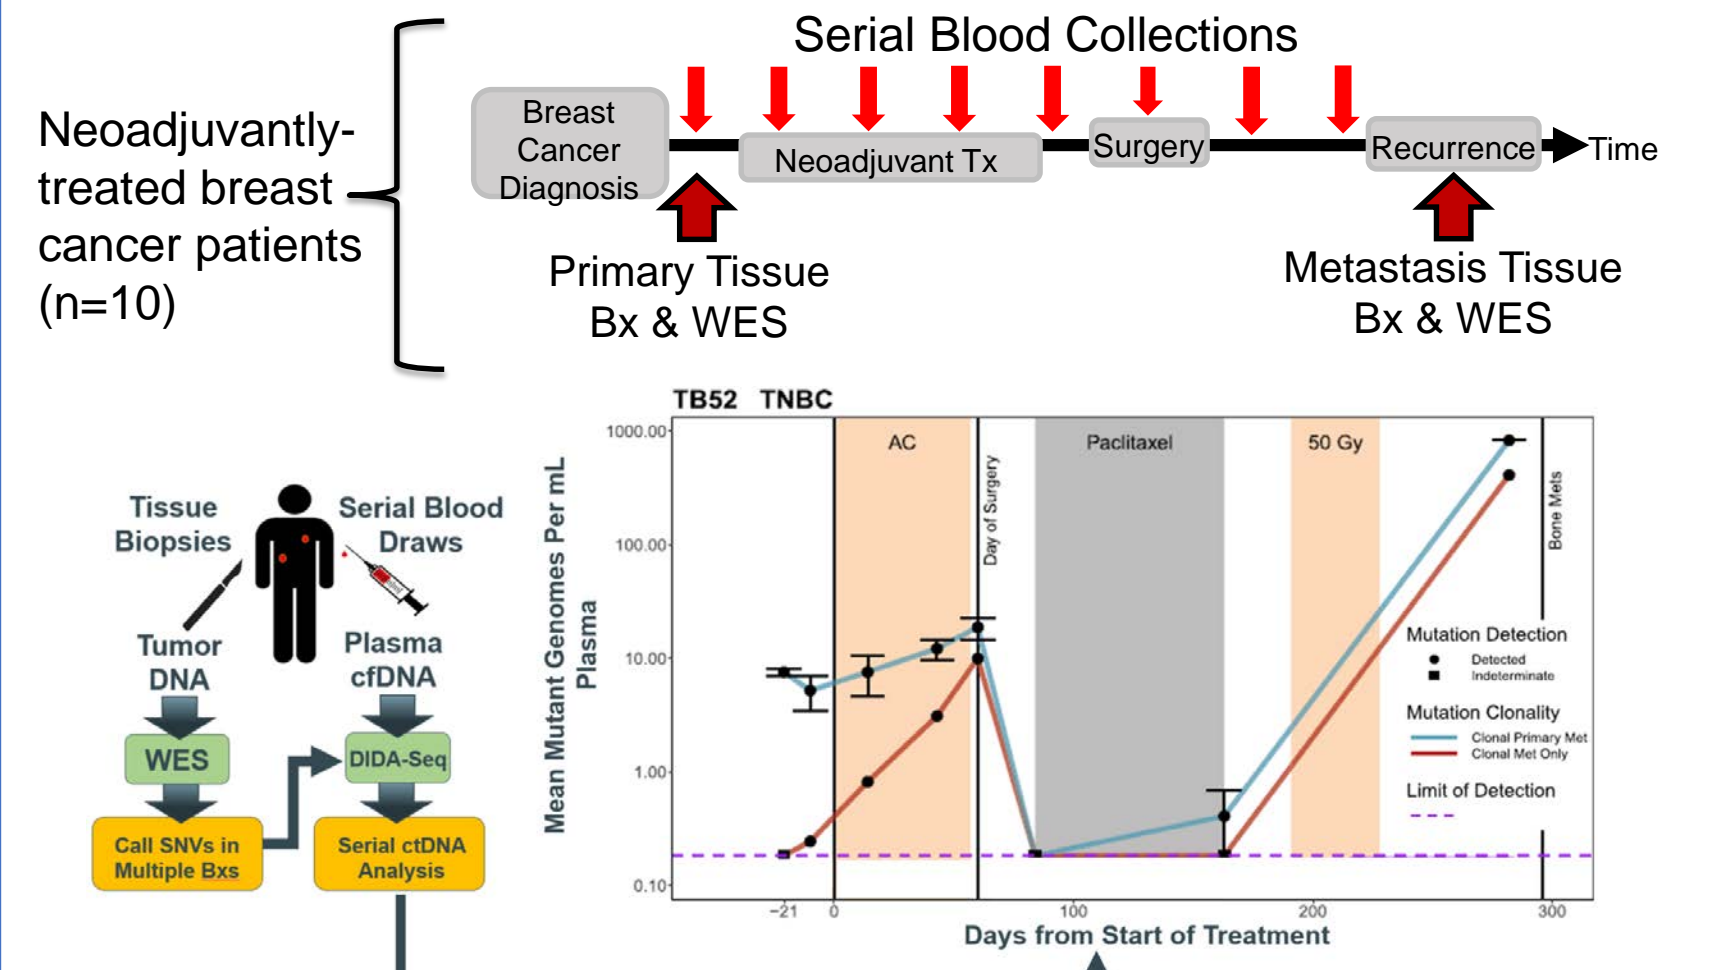 Serial Blood Collections
Neoadjuvantly-
treated breast
cancer patients
(n=10)
Breast
Cancer
Diagnosis
Neoadjuvant Tx
Surgery
Recurrence
Time
Primary Tissue
Bx & WES
Metastasis Tissue
Bx & WES
Tissue
Biopsies
Serial Blood
Draws
Tumor
DNA
Plasma
cfDNA
WES
DIDA-Seq
Call SNVs in
Multiple Bxs
Serial ctDNA
Analysis
TB52 TNBC
Mean Mutant Genomes Per mL
Plasma
1000.00
100.00
10.00
1.00
0.10
AC
Day of Surgery
Paclitaxel
50 Gy
Bone Mets
Mutation Detection
Detected
Indeterminate
Mutation Clonality
Clonal Primary Met
Clonal Met Only
Limit of Detection
−21
0
100
200
300
Days from Start of Treatment